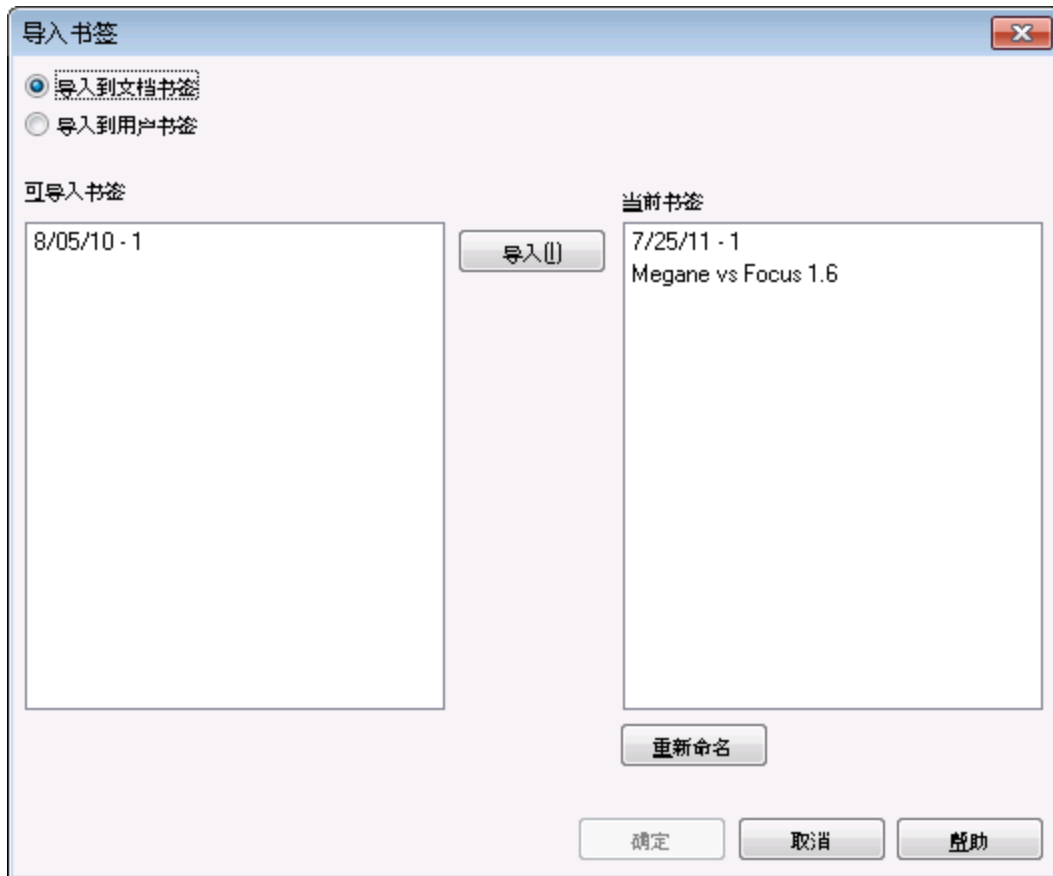 导入书签
导入到文档书签
导入到用户书签
可导入书签
8/05/10 - 1
导入(I)
当前书签
7/25/11 - 1
Megane vs Focus 1.6
重新命名
确定
取消
帮助